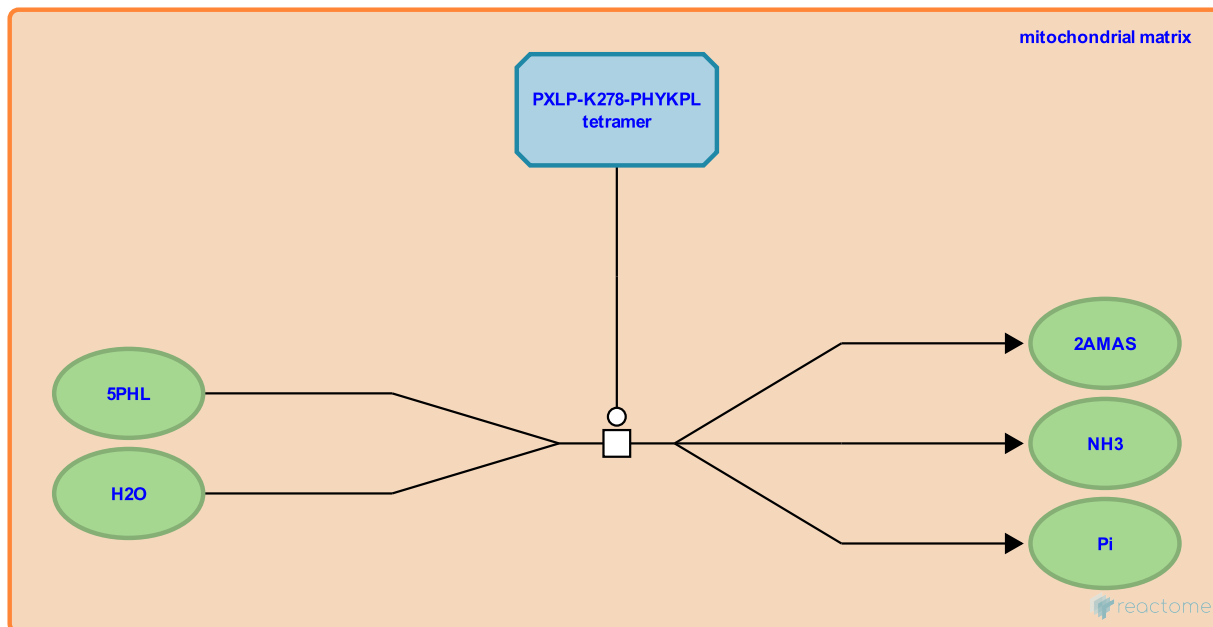 mitochondrial matrix
PXLP-K278-PHYKPL
tetramer
5PHL
H2O
2AMAS
NH3
Pi
reactome